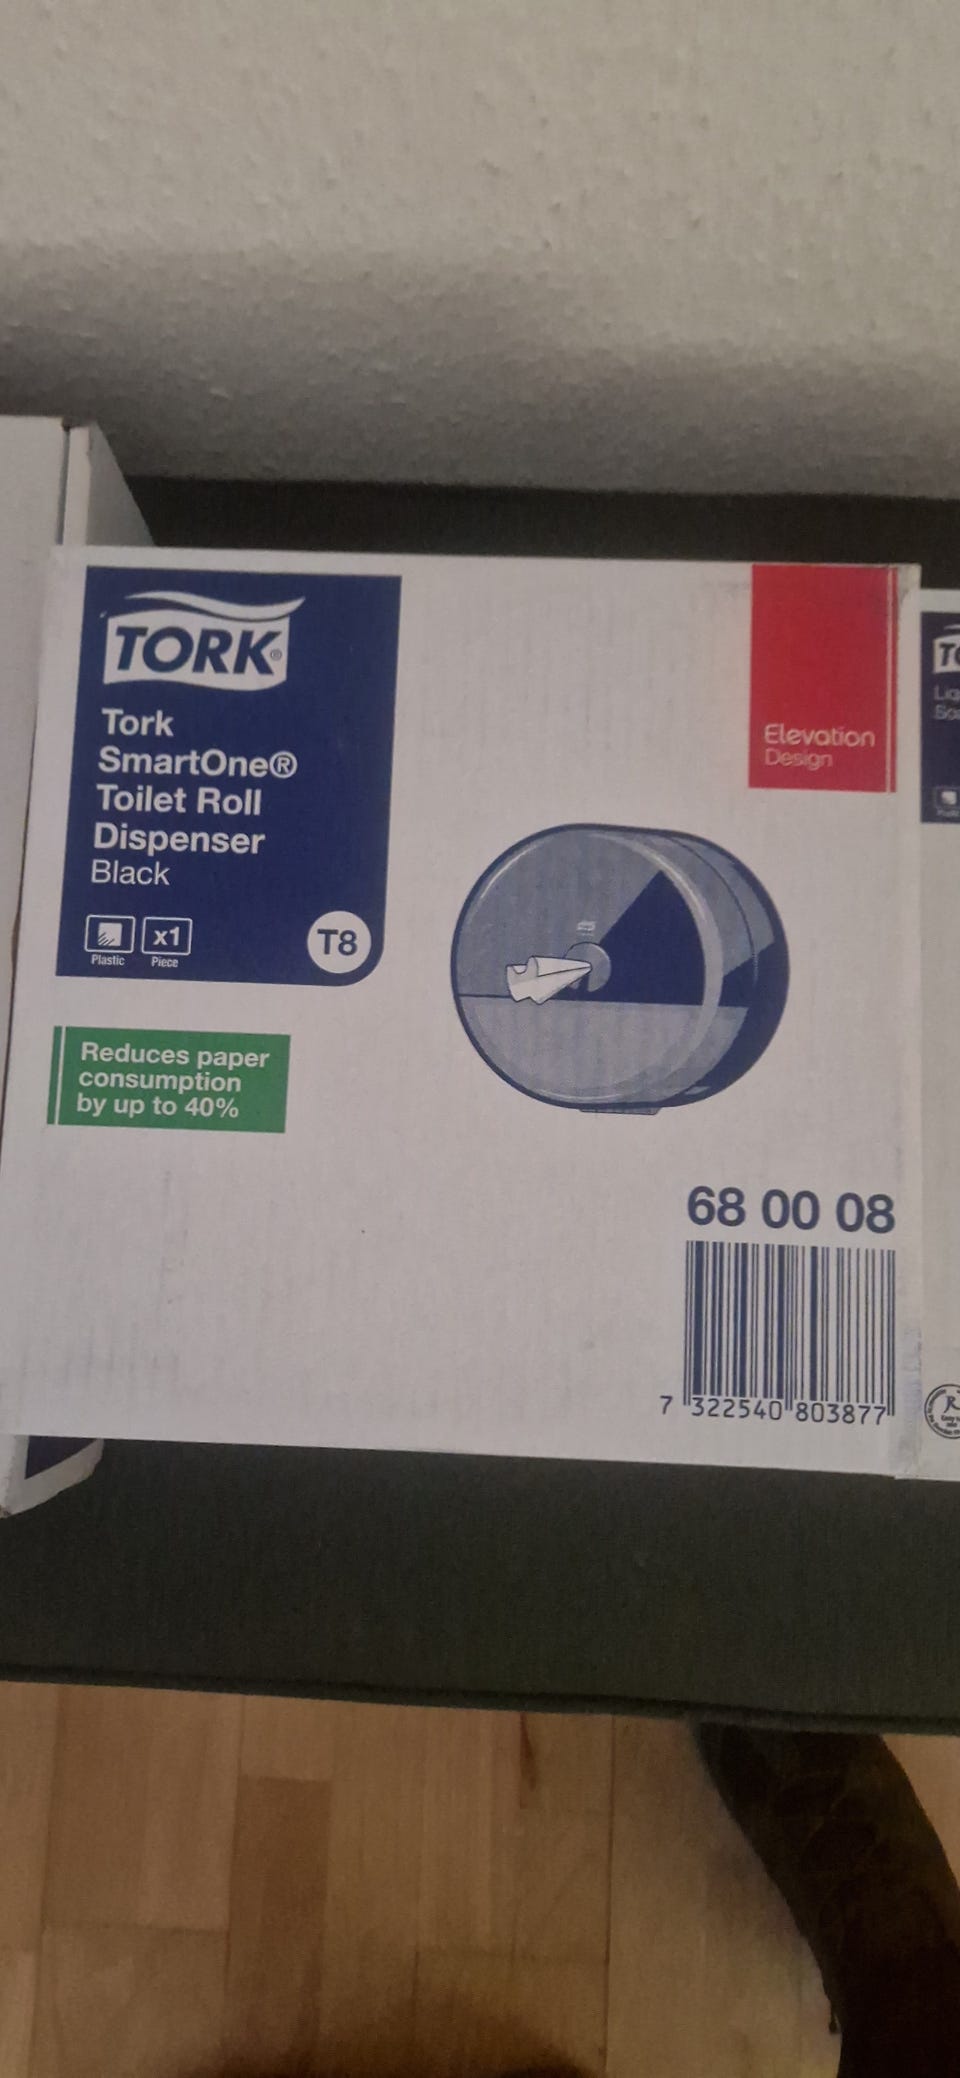 TORK®
Tork
SmartOne®
Toilet Roll
Dispenser
Black
x1
Plastic
Piece
T8
Reduces paper
consumption
by up to 40%
Elevation
Design
68 00 08
7 322540 803877